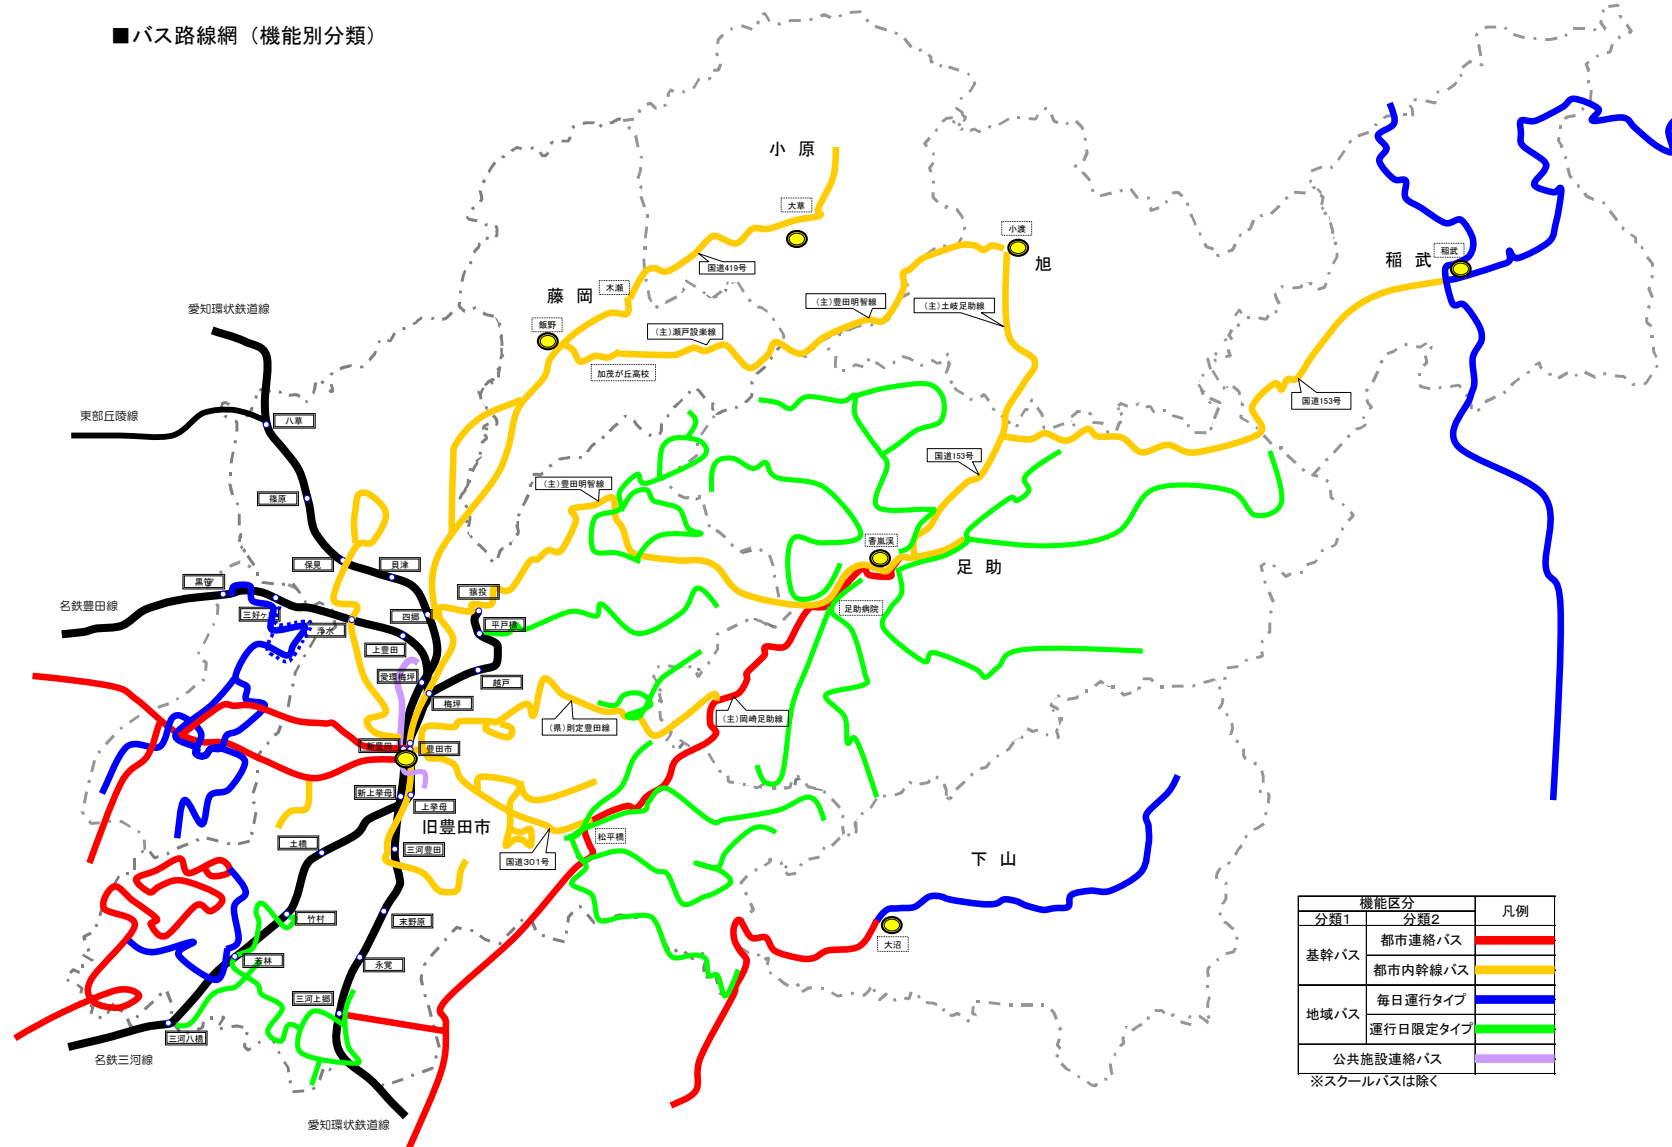 ■バス路線網（機能別分類）
小 原
大草
小渡
旭
稲武
稲 武
国道419号
木瀬
藤 岡
愛知環状鉄道線
飯野
(主)豊田明智線
(主)土岐足助線
(主)瀬戸設楽線
加茂が丘高校
国道153号
東部丘陵線
八草
国道153号
(主)豊田明智線
篠原
香嵐渓
足 助
保見
貝津
黒笹
猿投
名鉄豊田線
三好ヶ
四郷
足助病院
浄水
平戸橋
上豊田
愛環梅坪
越戸
梅坪
(主)岡崎足助線
(県)則定豊田線
新豊田
豊田市
新上挙母
上挙母
旧豊田市
松平橋
土橋
三河豊田
国道301号
下 山
竹村
末野原
大沼
若林
永覚
三河上郷
三河八橋
名鉄三河線
愛知環状鉄道線
機能区分
凡例
分類1
分類2
基幹バス
都市連絡バス
都市内幹線バス
地域バス
毎日運行タイプ
運行日限定タイプ
公共施設連絡バス
※スクールバスは除く